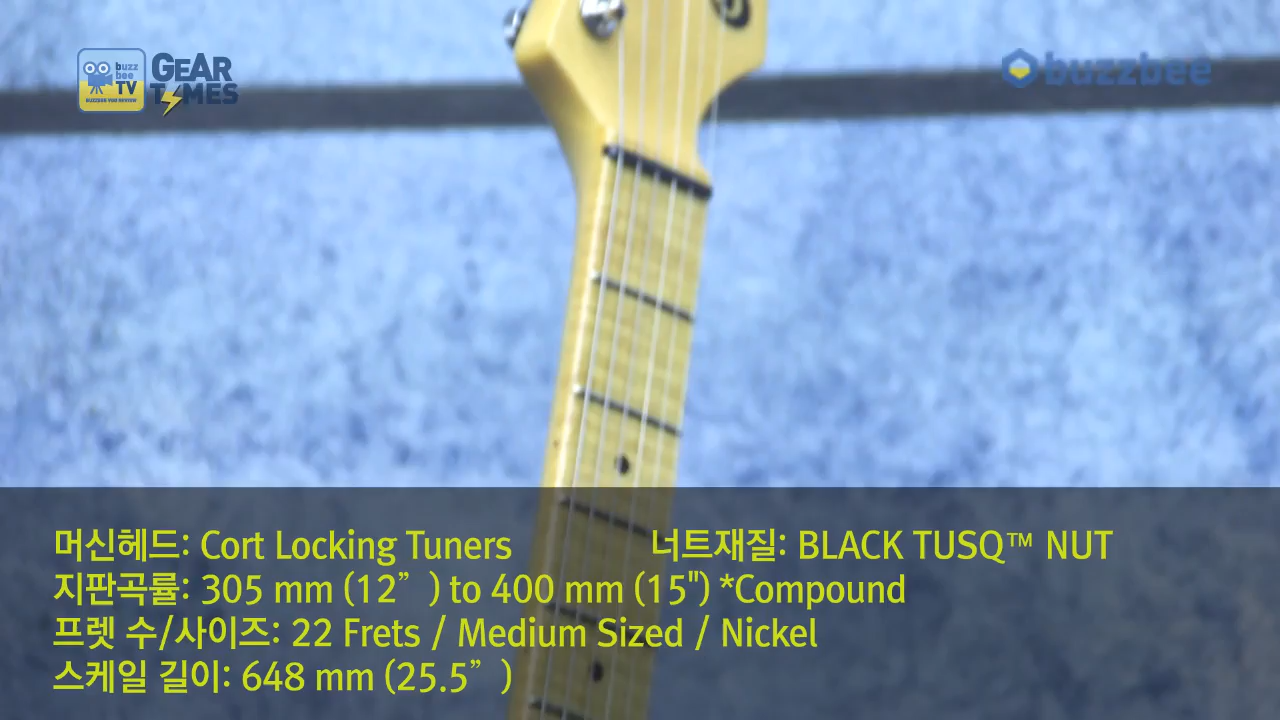 buzz
bee
TV
BUZZBEE VOD REVIEW
GEAR
TIMES
buzzbee
머신헤드: Cort Locking Tuners 너트재질: BLACK TUSQ™ NUT
지판곡률: 305 mm (12” ) to 400 mm (15") *Compound
프렛 수/사이즈: 22 Frets / Medium Sized / Nickel
스케일 길이: 648 mm (25.5” )